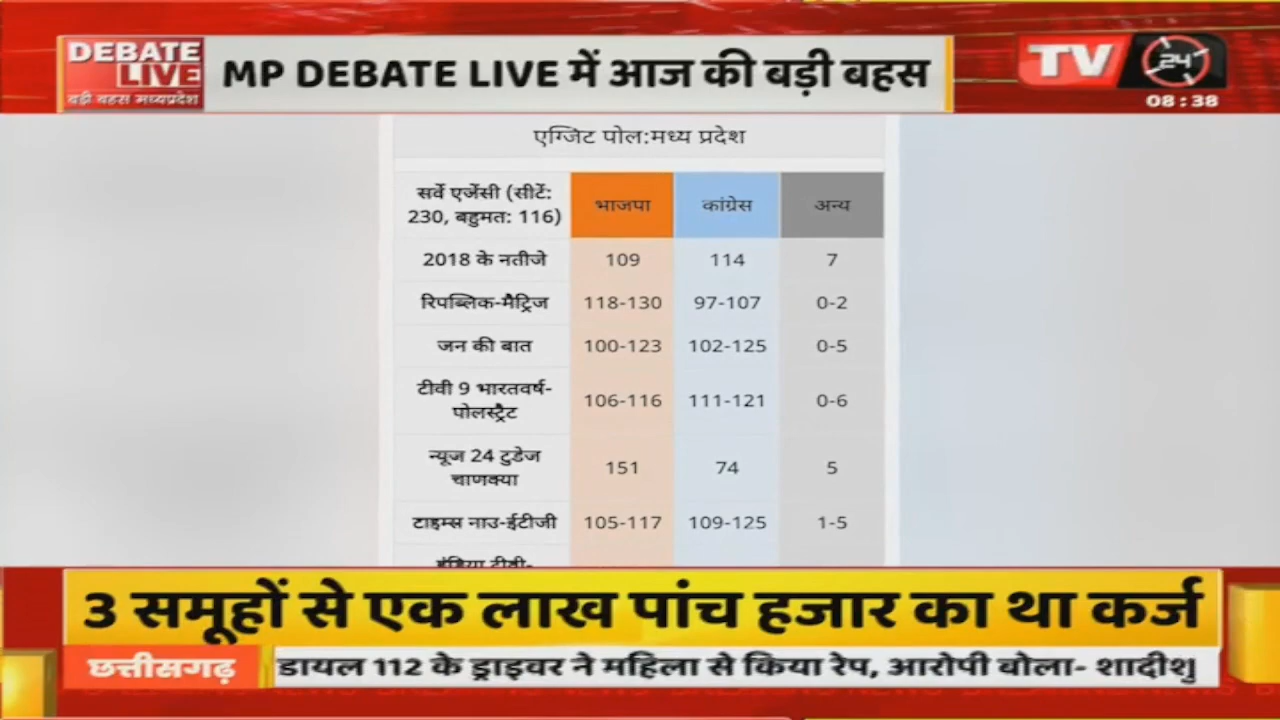 DEBATE
LIVE
बड़ी बहस मध्यप्रदेश
MP DEBATE LIVE में आज की बड़ी बहस
TV 24
08:38
एग्जिट पोल:मध्य प्रदेश
सर्वे एजेंसी (सीटें: 230, बहुमत: 116) भाजपा कांग्रेस अन्य
2018 के नतीजे 109 114 7
रिपब्लिक-मैट्रिज 118-130 97-107 0-2
जन की बात 100-123 102-125 0-5
टीवी 9 भारतवर्ष-पोलस्ट्रैट 106-116 111-121 0-6
न्यूज 24 टुडेज चाणक्या 151 74 5
टाइम्स नाउ-ईटीजी 105-117 109-125 1-5
इंडिया टीवी-
3 समूहों से एक लाख पांच हजार का था कर्ज
छत्तीसगढ़
डायल 112 के ड्राइवर ने महिला से किया रेप, आरोपी बोला- शादीशु